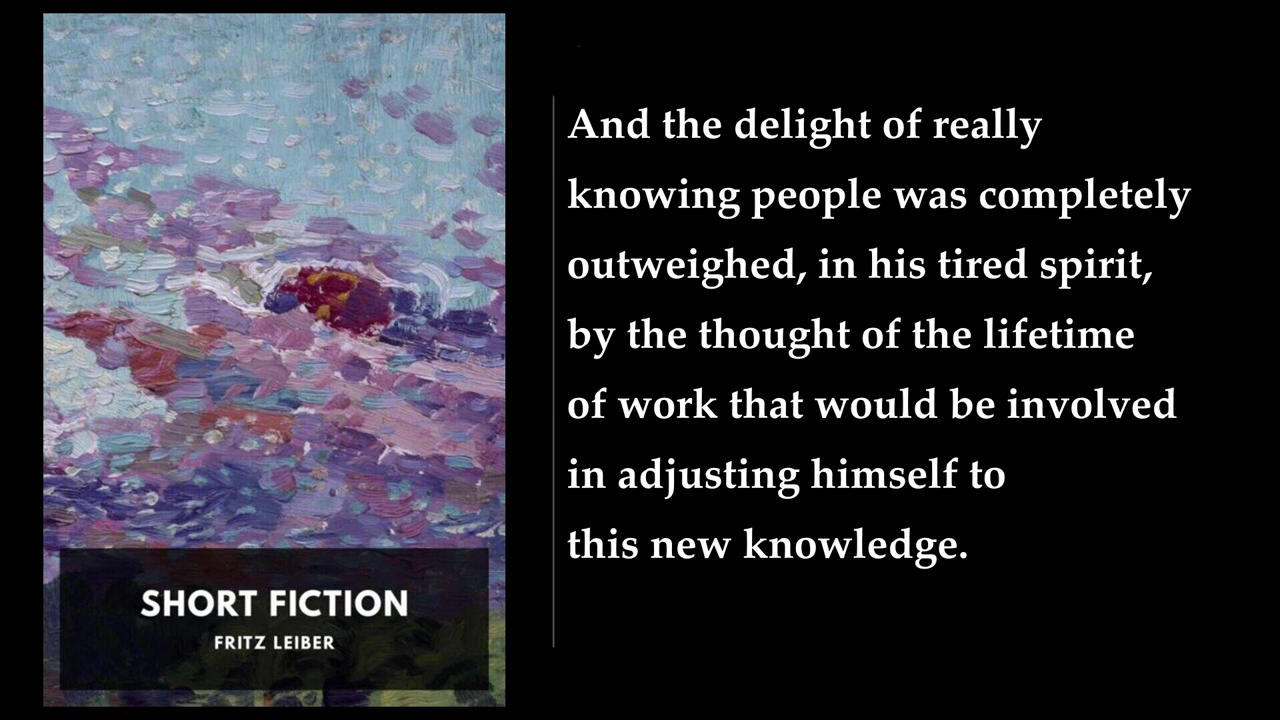 SHORT FICTION
FRITZ LEIBER
And the delight of really
knowing people was completely
outweighed, in his tired spirit,
by the thought of the lifetime
of work that would be involved
in adjusting himself to
this new knowledge.